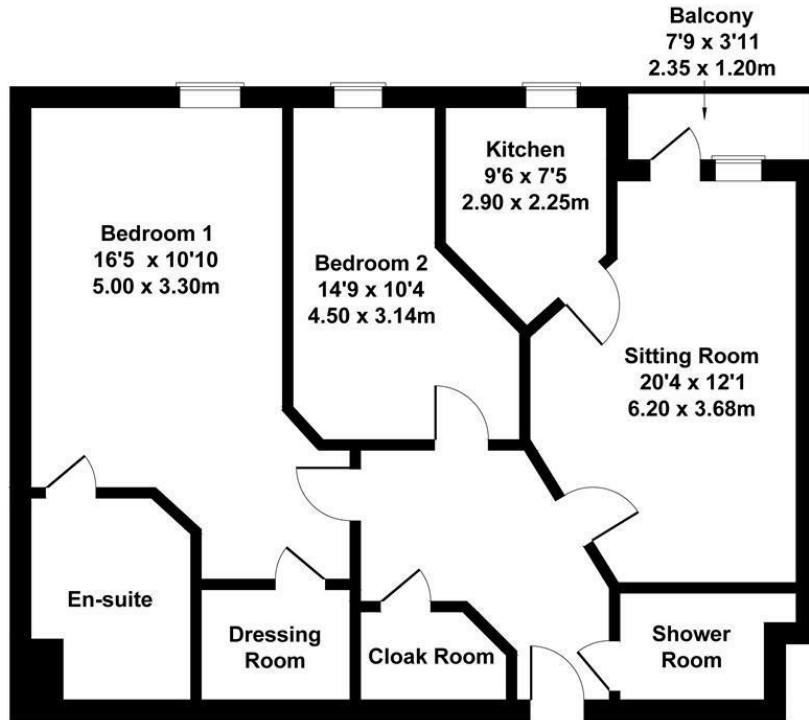 Balcony
7'9 x 3'11
2.35 x 1.20m
Kitchen
9'6 x 7'5
2.90 x 2.25m
Bedroom 1
16'5 x 10'10
5.00 x 3.30m
Bedroom 2
14'9 x 10'4
4.50 x 3.14m
Sitting Room
20'4 x 12'1
6.20 x 3.68m
En-suite
Dressing
Room
Cloak Room
Shower
Room